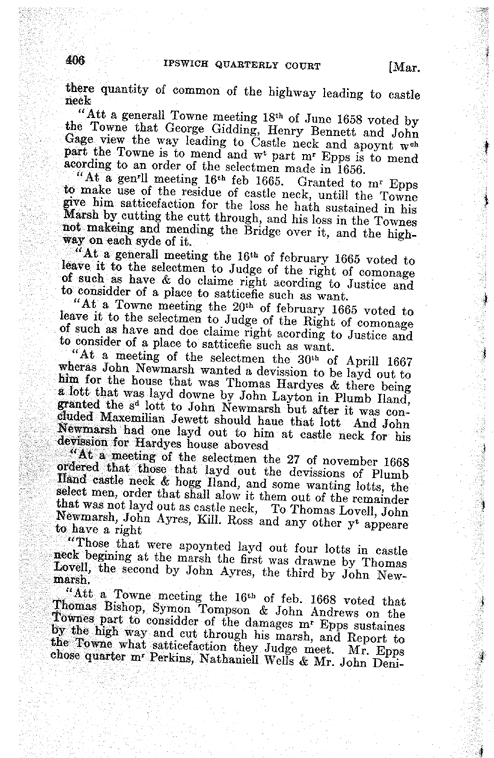 406 IPSWICH QUARTERLY COURT [Mar.
there quantity of common of the highway leading to castle
neck
"Att a generall Towne meeting 18th of June 1658 voted by
the Towne that George Gidding, Henry Bennett and John
Gage view the way leading to Castle neck and apoynt wch
part the Towne is to mend and wt part mr Epps is to mend
acording to an order of the selectmen made in 1656.
"At a gen'll meeting 16th feb 1665. Granted to mr Epps
to make use of the residue of castle neck, untill the Towne
give him satticefaction for the loss he hath sustained in his
Marsh by cutting the cutt through, and his loss in the Townes
not makeing and mending the Bridge over it, and the high-
way on each syde of it.
"At a generall meeting the 16th of february 1665 voted to
leave it to the selectmen to Judge of the right of comonage
of such as have & do claime right acording to Justice and
to considder of a place to satticefie such as want.
"At a Towne meeting the 20th of february 1665 voted to
leave it to the selectmen to Judge of the Right of comonage
of such as have and doe claime right acording to Justice and
to consider of a place to satticefie such as want.
"At a meeting of the selectmen the 30th of Aprill 1667
wheras John Newmarsh wanted a devission to be layd out to
him for the house that was Thomas Hardyes & there being
a lott that was layd downe by John Layton in Plumb Iland,
granted the sd lott to John Newmarsh but after it was con-
cluded Maxemilian Jewett should haue that lott And John
Newmarsh had one layd out to him at castle neck for his
devission for Hardyes house abovesd
"At a meeting of the selectmen the 27 of november 1668
ordered that those that layd out the devissions of Plumb
Iland castle neck & hogg Iland, and some wanting lotts, the
select men, order that shall alow it them out of the remainder
that was not layd out as castle neck, To Thomas Lovell, John
Newmarsh, John Ayres, Kill. Ross and any other yt appeare
to have a right
"Those that were apoynted layd out four lotts in castle
neck begining at the marsh the first was drawne by Thomas
Lovell, the second by John Ayres, the third by John New-
marsh.
"Att a Towne meeting the 16th of feb. 1668 voted that
Thomas Bishop, Symon Tompson & John Andrews on the
Townes part to considder of the damages mr Epps sustaines
by the high way and cut through his marsh, and Report to
the Towne what satticefaction they Judge meet. Mr. Epps
chose quarter mr Perkins, Nathaniell Wells & Mr. John Deni-